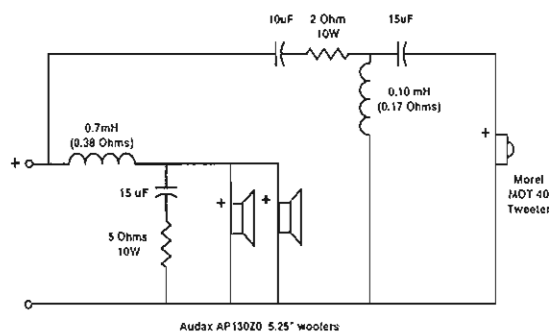 10uF
2 Ohm
10W
15uF
0.10 mH
(0.17 Ohms)
0.7mH
(0.38 Ohms)
+
+
15 uF
+
+
5 Ohms
10W
Morel
MDT 40
Tweeter
Audax AP130Z0 5.25" woofers